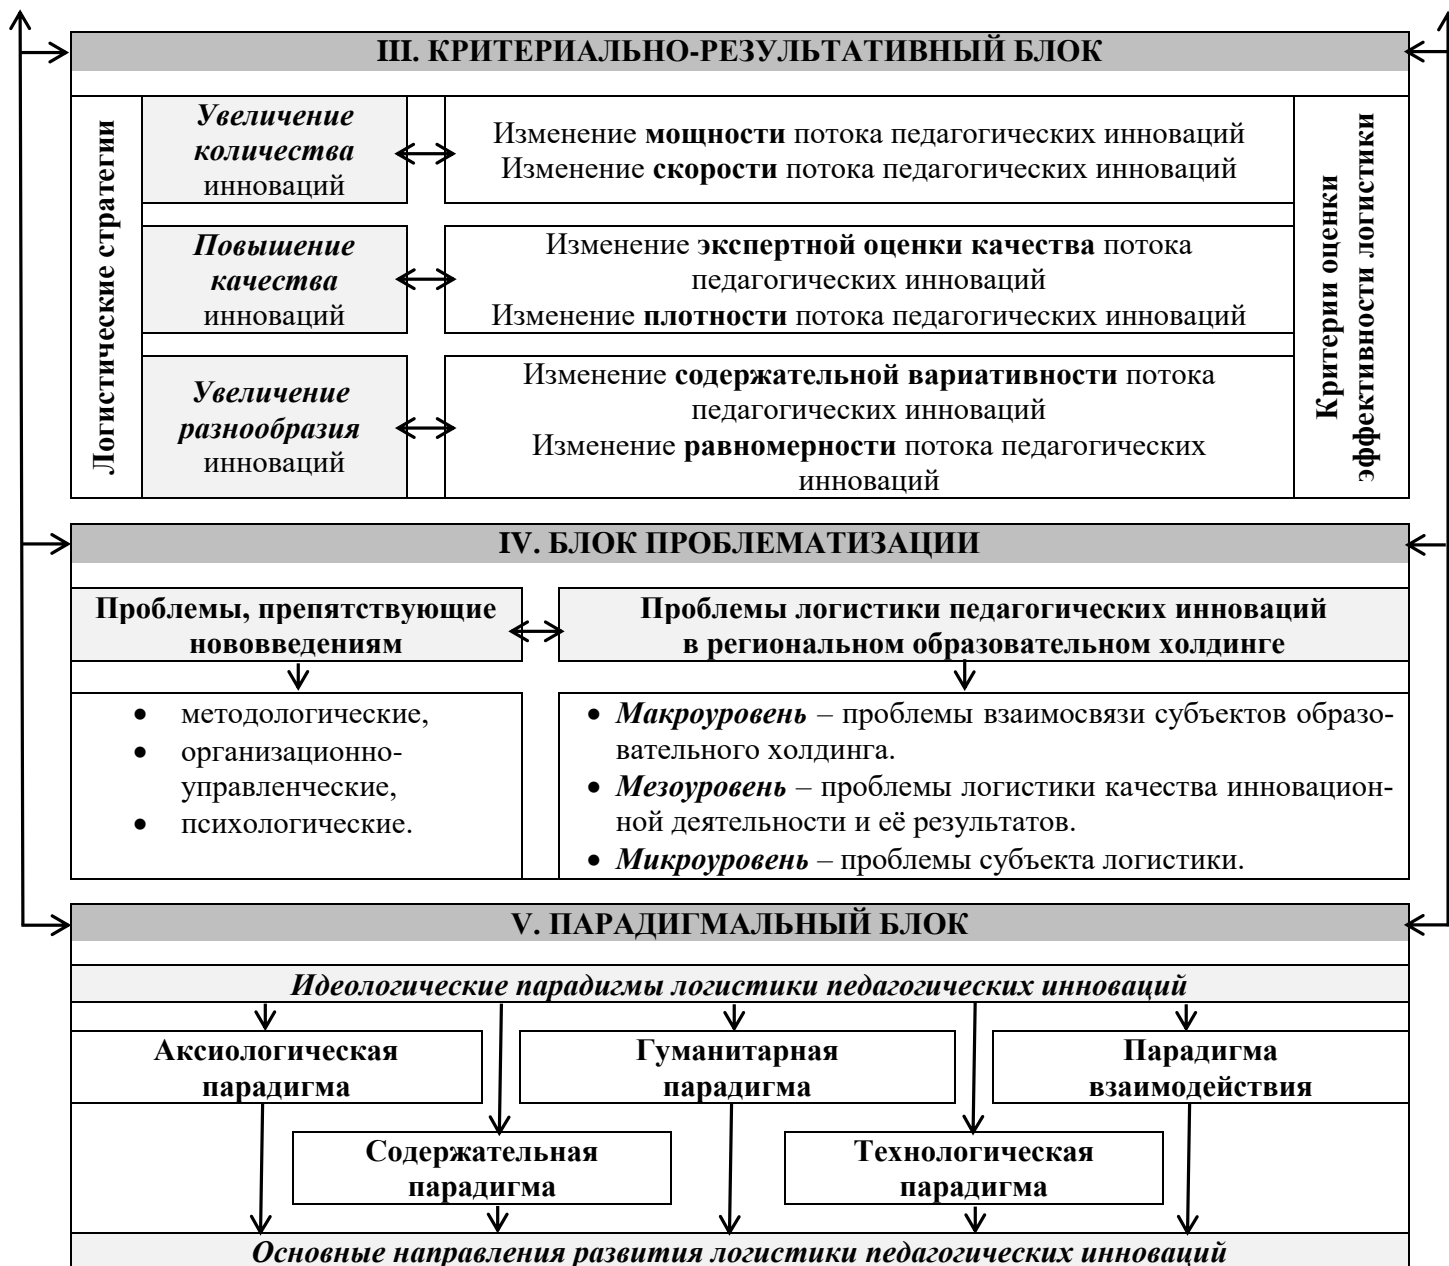 III. КРИТЕРИАЛЬНО-РЕЗУЛЬТАТИВНЫЙ БЛОК
Логистические стратегии
Увеличение
количества
инноваций
Изменение мощности потока педагогических инноваций
Изменение скорости потока педагогических инноваций
Повышение
качества
инноваций
Изменение экспертной оценки качества потока
педагогических инноваций
Изменение плотности потока педагогических инноваций
Увеличение
разнообразия
инноваций
Изменение содержательной вариативности потока
педагогических инноваций
Изменение равномерности потока педагогических
инноваций
Критерии оценки
эффективности логистики
IV. БЛОК ПРОБЛЕМАТИЗАЦИИ
Проблемы, препятствующие
нововведениям
Проблемы логистики педагогических инноваций
в региональном образовательном холдинге
• методологические,
• организационно-
управленческие,
• психологические.
• Макроуровень – проблемы взаимосвязи субъектов образо-
вательного холдинга.
• Мезоуровень – проблемы логистики качества инновацион-
ной деятельности и её результатов.
• Микроуровень – проблемы субъекта логистики.
V. ПАРАДИГМАЛЬНЫЙ БЛОК
Идеологические парадигмы логистики педагогических инноваций
Аксиологическая
парадигма
Гуманитарная
парадигма
Парадигма
взаимодействия
Содержательная
парадигма
Технологическая
парадигма
Основные направления развития логистики педагогических инноваций